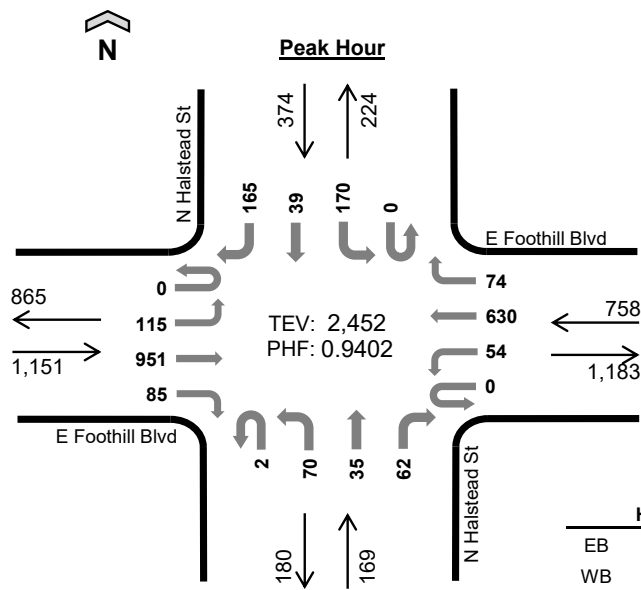 N
Peak Hour
N Halstead St
374
224
165
39
170
0
E Foothill Blvd
0
74
865
115
TEV: 2,452
630
758
1,151
951
PHF: 0.9402
54
1,183
85
0
E Foothill Blvd
2
70
35
62
N Halstead St
180
169
H
EB
WB